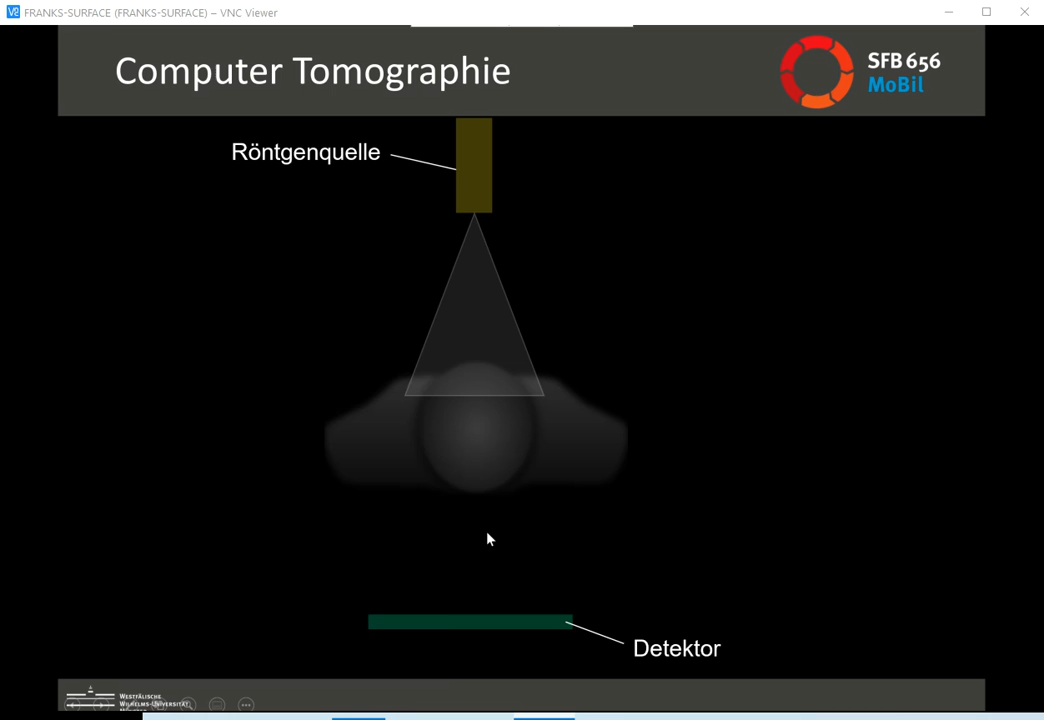 FRANKS-SURFACE (FRANKS-SURFACE) – VNC Viewer
Computer Tomographie
SFB 656
MoBil
Röntgenquelle
Detektor
WESTFÄLISCHE
WILHELMS-UNIVERSITÄT